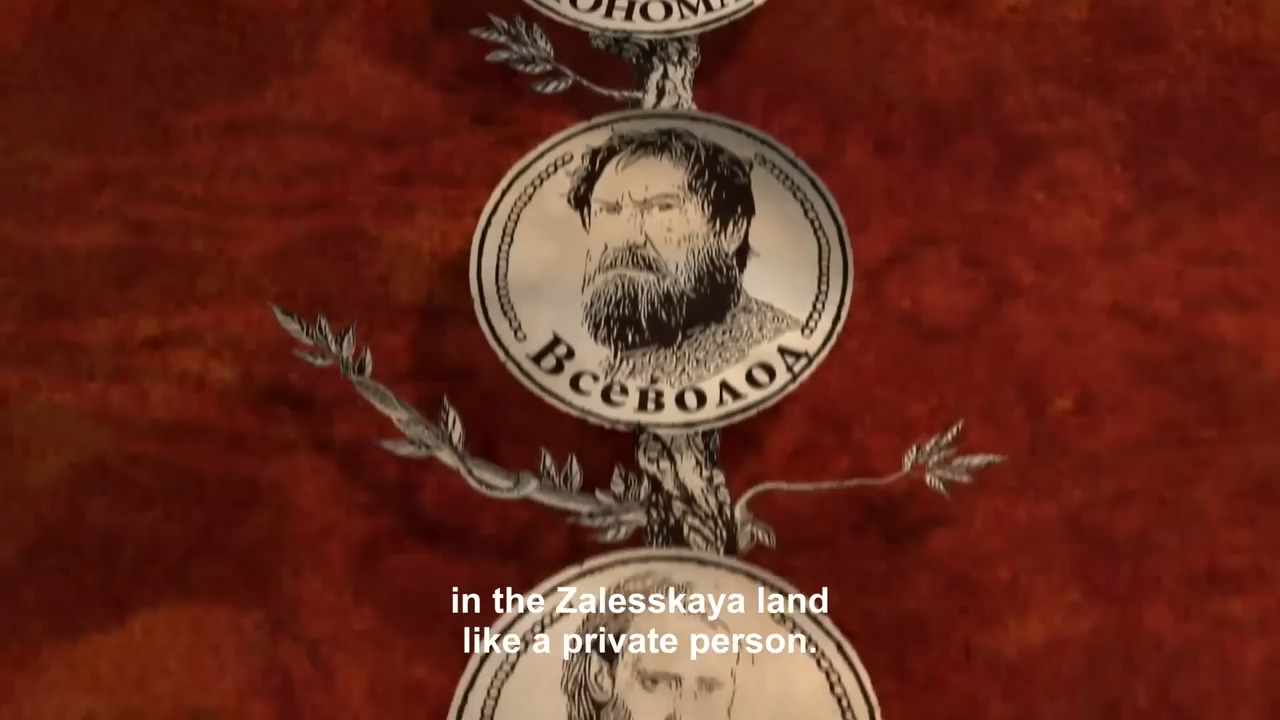 Всеволод
in the Zalesskaya land
like a private person.